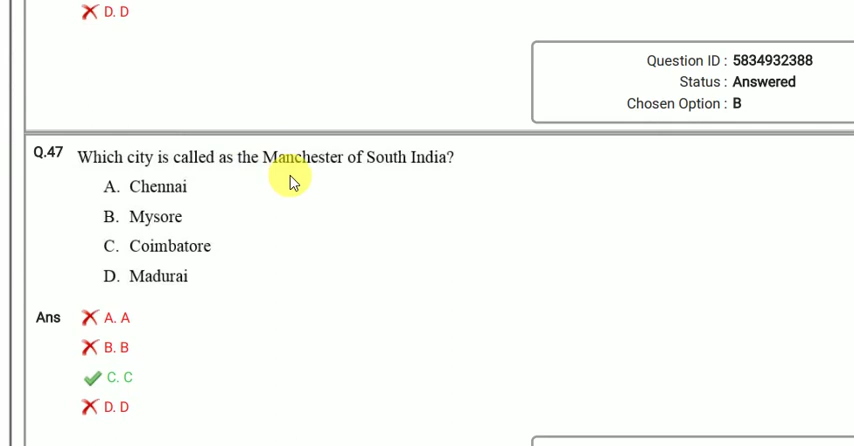 D. D
Question ID : 5834932388
Status : Answered
Chosen Option : B
Q.47 Which city is called as the Manchester of South India?
A. Chennai
B. Mysore
C. Coimbatore
D. Madurai
Ans A. A
B. B
C. C
D. D